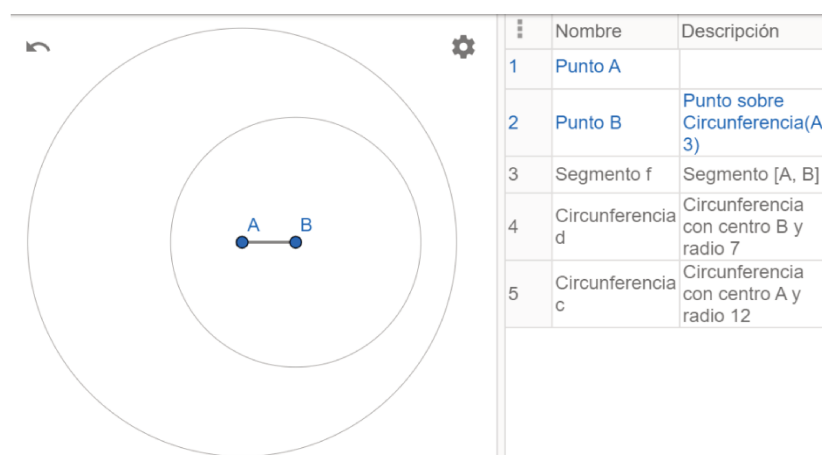 Nombre Descripción
1 Punto A
2 Punto B Punto sobre
Circunferencia(A
3)
3 Segmento f Segmento [A, B]
4 Circunferencia
d Circunferencia
con centro B y
radio 7
5 Circunferencia
c Circunferencia
con centro A y
radio 12
A B